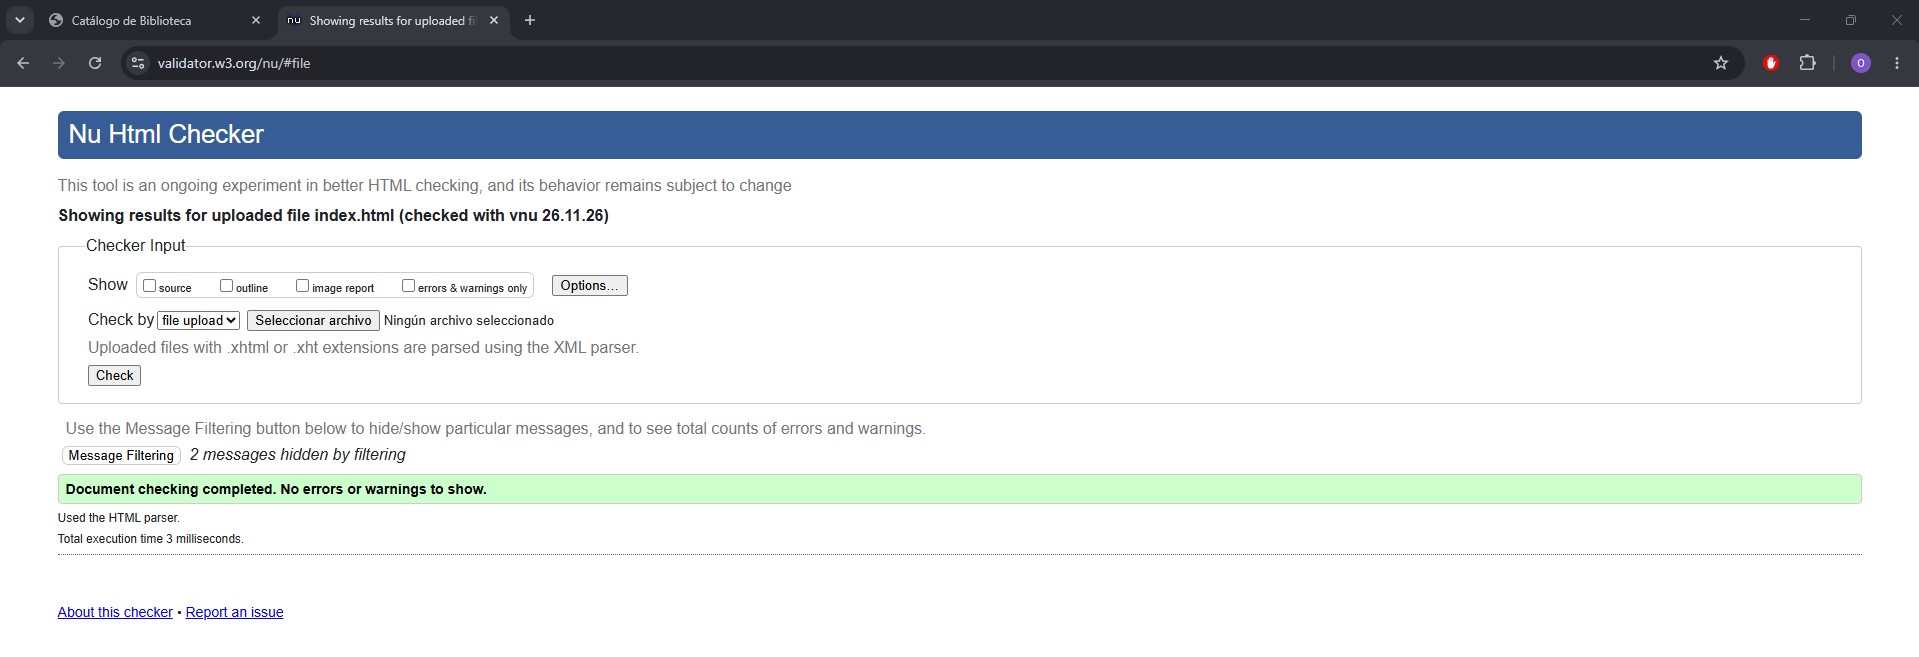 Catálogo de Biblioteca
nu Showing results for uploaded fi
validator.w3.org/nu/#file
O
Nu Html Checker
This tool is an ongoing experiment in better HTML checking, and its behavior remains subject to change
Showing results for uploaded file index.html (checked with vnu 26.11.26)
Checker Input
Show source outline image report errors & warnings only Options...
Check by file upload Seleccionar archivo Ningún archivo seleccionado
Uploaded files with .xhtml or .xht extensions are parsed using the XML parser.
Check
Use the Message Filtering button below to hide/show particular messages, and to see total counts of errors and warnings.
Message Filtering 2 messages hidden by filtering
Document checking completed. No errors or warnings to show.
Used the HTML parser.
Total execution time 3 milliseconds.
About this checker • Report an issue